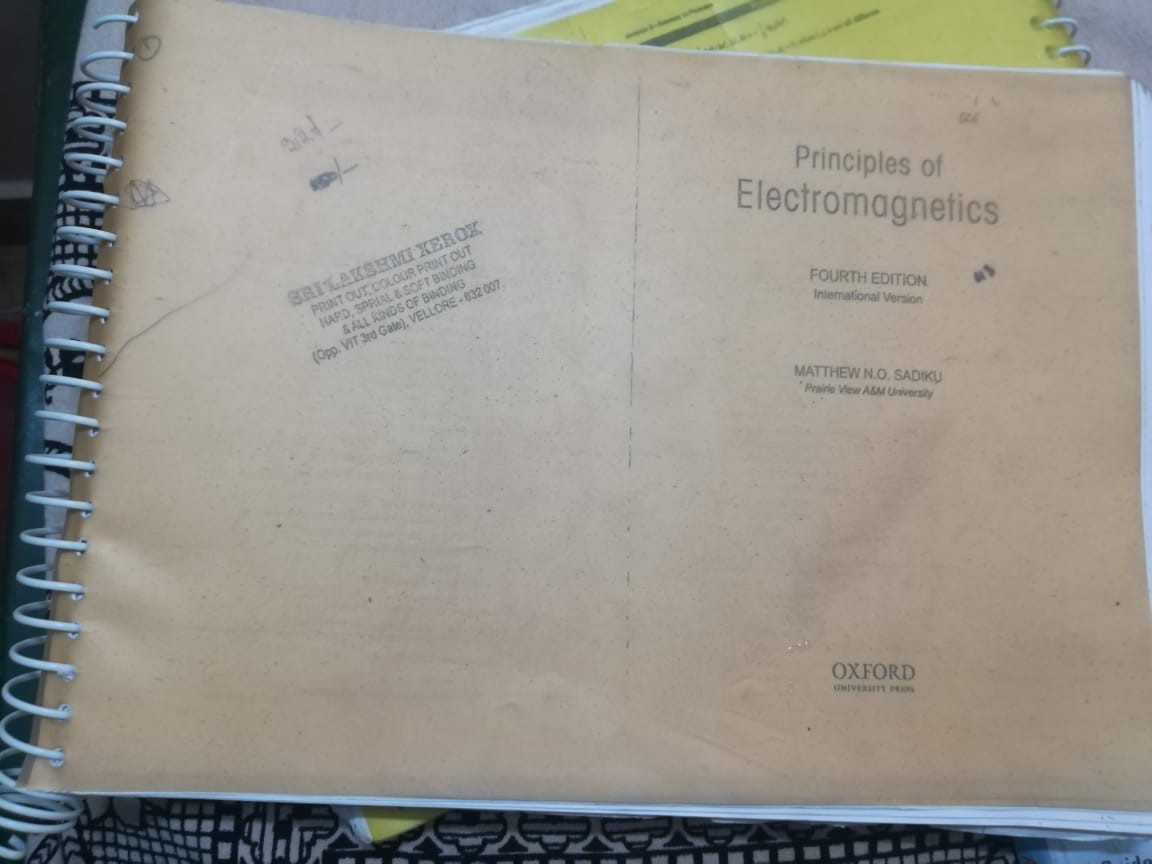 SRI LAKSHMI XEROX
PRINT OUT, COLOUR PRINT OUT
HARD, SPRIAL & SOFT BINDING
& ALL KINDS OF BINDING
(Opp. VIT 3rd Gate), VELLORE - 632 007.
Principles of
Electromagnetics
FOURTH EDITION
International Version
MATTHEW N.O. SADIKU
Prairie View A&M University
OXFORD
UNIVERSITY PRESS